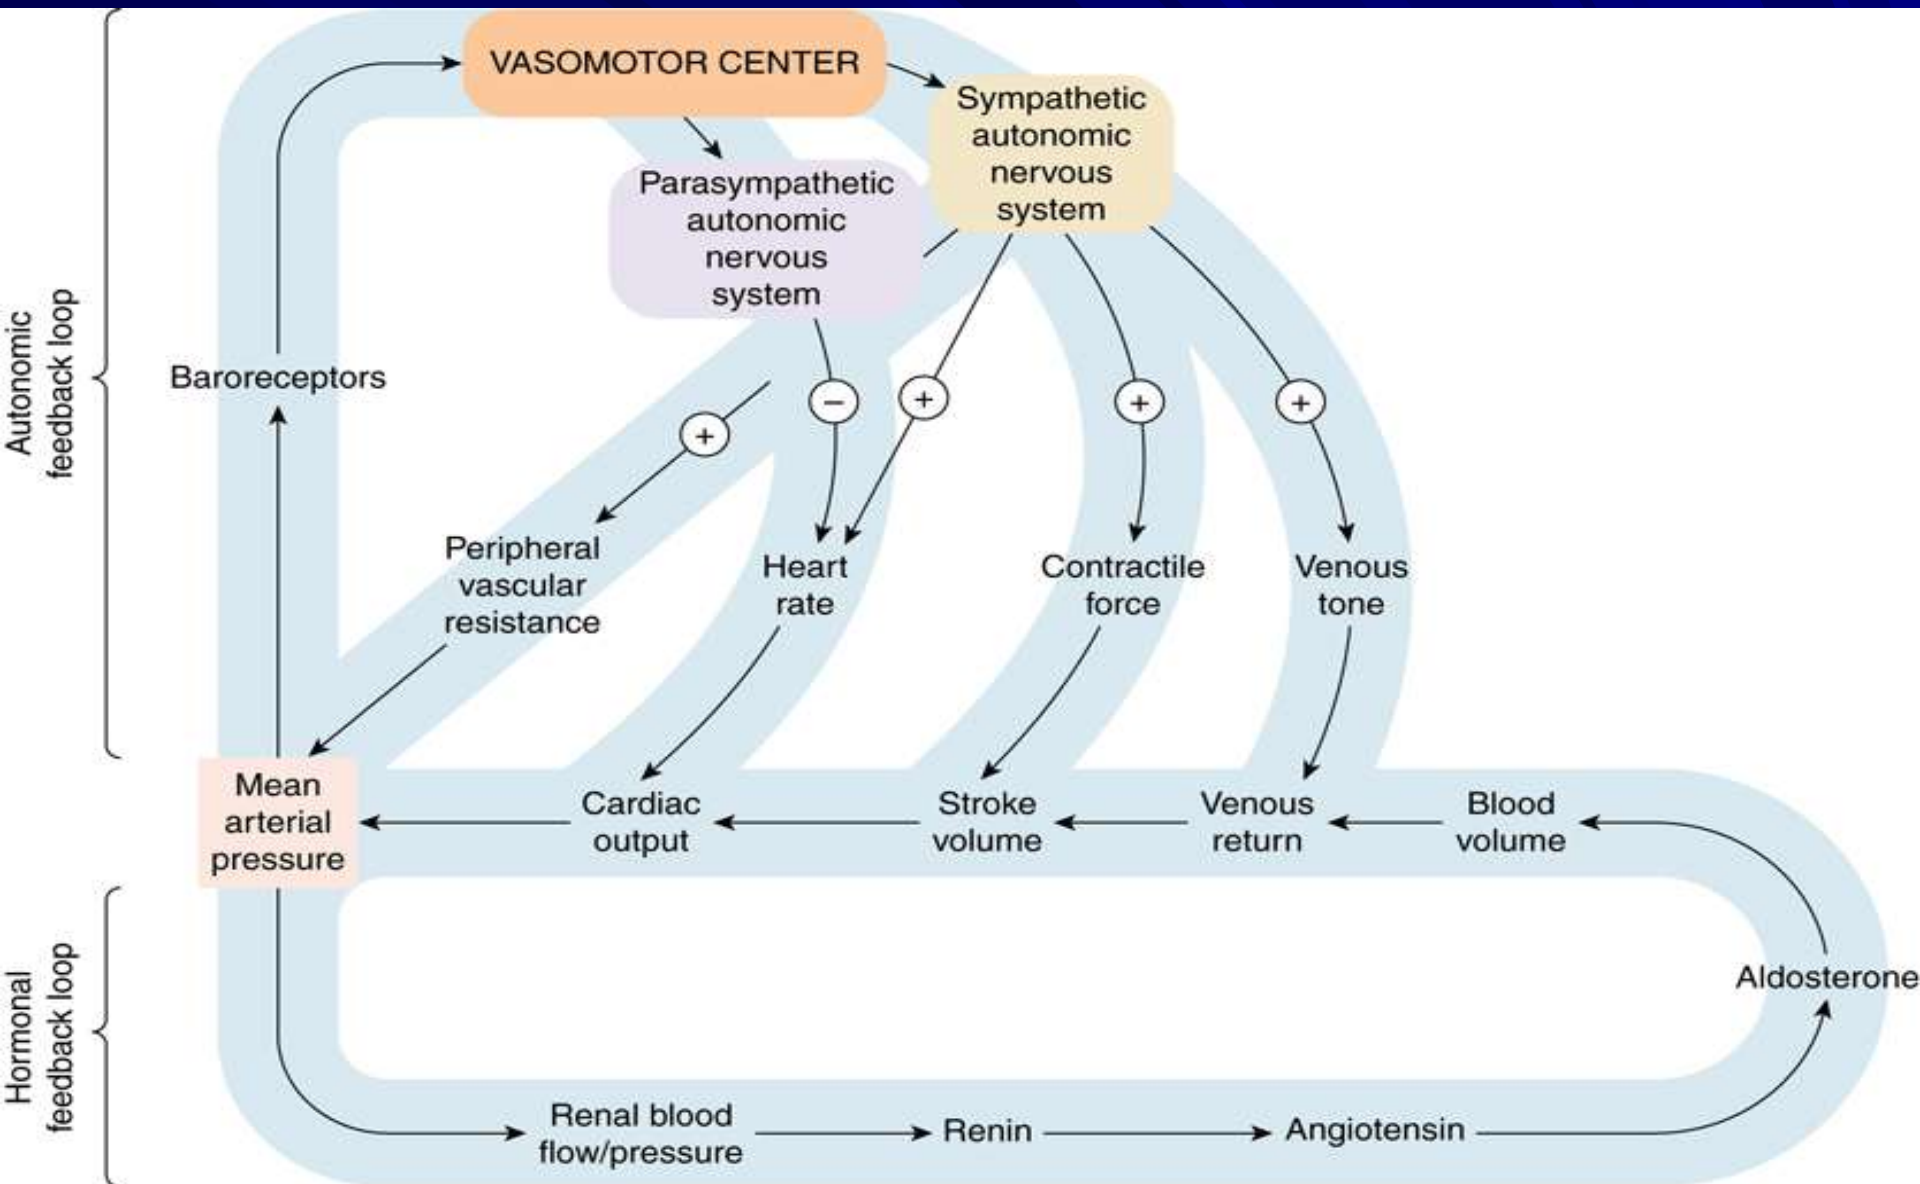 VASOMOTOR CENTER
Sympathetic
autonomic
nervous
system
Parasympathetic
autonomic
nervous
system
Autonomic
feedback loop
Baroreceptors
+
−
+
+
+
Peripheral
vascular
resistance
Heart
rate
Contractile
force
Venous
tone
Mean
arterial
pressure
Cardiac
output
Stroke
volume
Venous
return
Blood
volume
Hormonal
feedback loop
Aldosterone
Renal blood
flow/pressure
Renin
Angiotensin